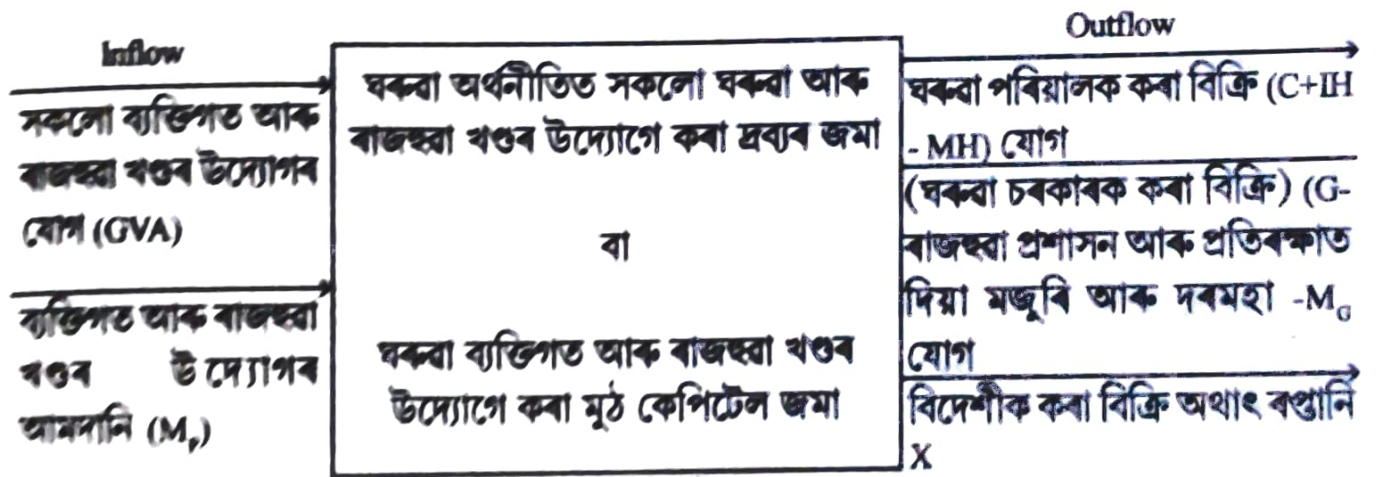 Inflow
সকলো ব্যক্তিগত আৰু
ৰাজহুৱা খণ্ডৰ উদ্যোগৰ
যোগ (GVA)
ব্যক্তিগত আৰু ৰাজহুৱা
খণ্ডৰ উদ্যোগৰ
আমদানি (Mₚ)
ঘৰুৱা অৰ্থনীতিত সকলো ঘৰুৱা আৰু
ৰাজহুৱা খণ্ডৰ উদ্যোগে কৰা দ্ৰব্যৰ জমা
বা
ঘৰুৱা ব্যক্তিগত আৰু ৰাজহুৱা খণ্ডৰ
উদ্যোগে কৰা মুঠ কেপিটেল জমা
Outflow
ঘৰুৱা পৰিয়ালক কৰা বিক্ৰি (C+IH
- MH) যোগ
(ঘৰুৱা চৰকাৰক কৰা বিক্ৰি) (G-
ৰাজহুৱা প্ৰশাসন আৰু প্ৰতিৰক্ষাত
দিয়া মজুৰি আৰু দৰমহা -M_G
যোগ
বিদেশীক কৰা বিক্ৰি অথাৎ ৰপ্তানি
X